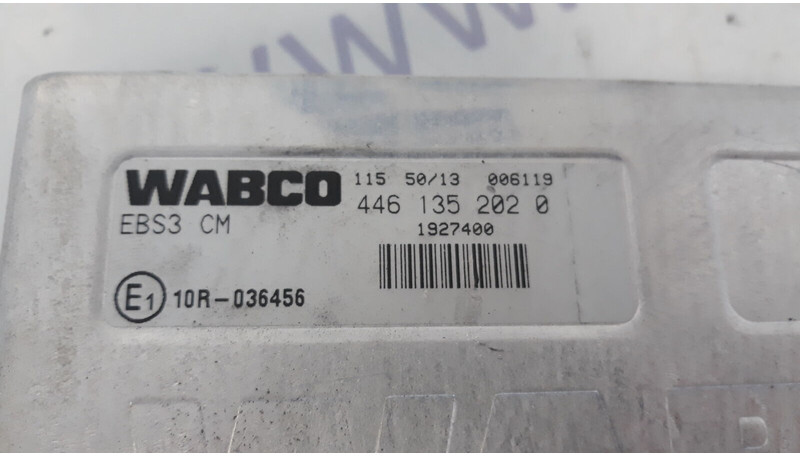 WABCO 115 50/13 006119
446 135 202 0
EBS3 CM 1927400
E1 10R-036456